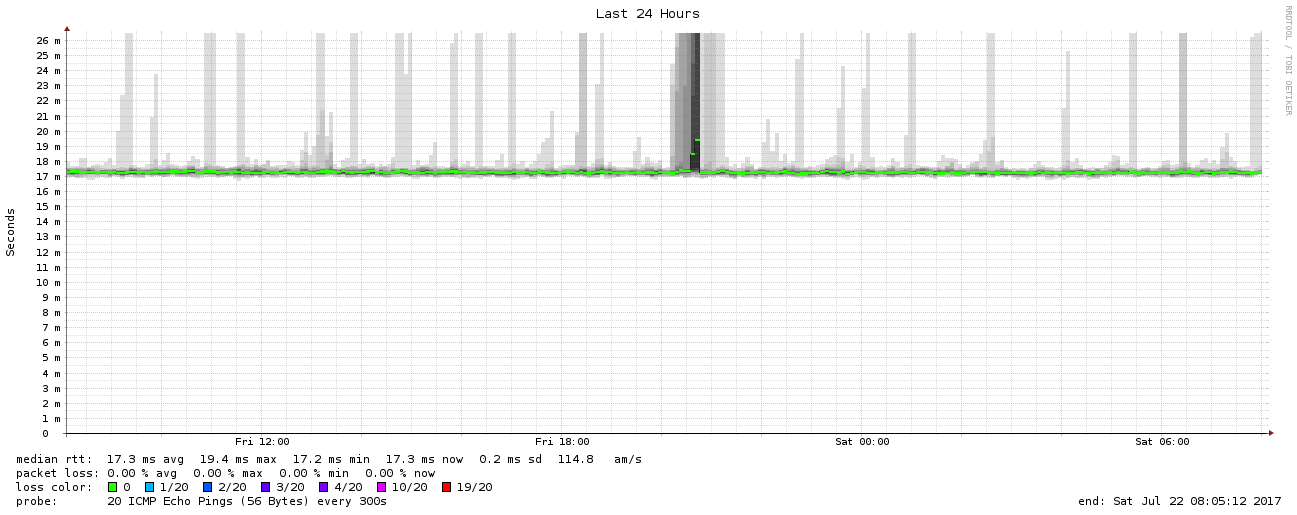 Last 24 Hours
RRDTOOL / TOBI OETIKER
Seconds
26 m
25 m
24 m
23 m
22 m
21 m
20 m
19 m
18 m
17 m
16 m
15 m
14 m
13 m
12 m
11 m
10 m
9 m
8 m
7 m
6 m
5 m
4 m
3 m
2 m
1 m
0
Fri 12:00 Fri 18:00 Sat 00:00 Sat 06:00
median rtt: 17.3 ms avg 19.4 ms max 17.2 ms min 17.3 ms now 0.2 ms sd 114.8 am/s
packet loss: 0.00 % avg 0.00 % max 0.00 % min 0.00 % now
loss color: 0 1/20 2/20 3/20 4/20 10/20 19/20
probe: 20 ICMP Echo Pings (56 Bytes) every 300s end: Sat Jul 22 08:05:12 2017